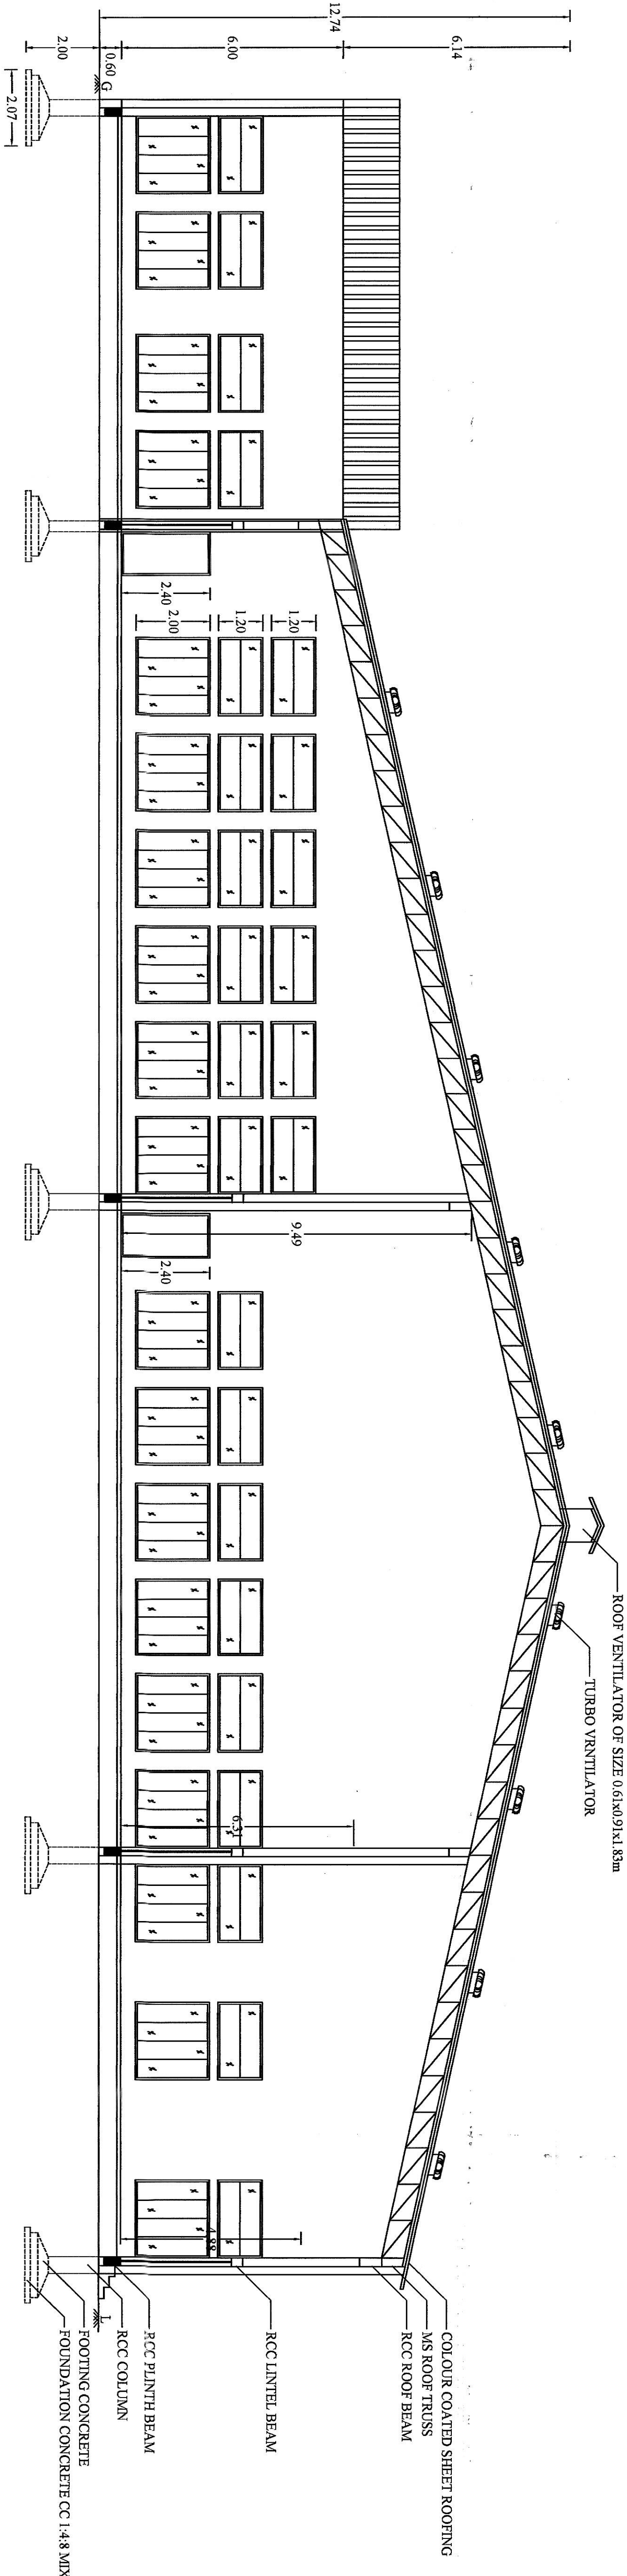 ROOF VENTILATOR OF SIZE 0.61x0.91x1.83m
TURBO VRNTILATOR
12.74
6.14
6.00
0.60
2.00
G
2.07
2.40
2.00
1.20
1.20
9.49
2.40
6.31
4.88
L
COLOUR COATED SHEET ROOFING
MS ROOF TRUSS
RCC ROOF BEAM
RCC LINTEL BEAM
RCC PLINTH BEAM
RCC COLUMN
FOOTING CONCRETE
FOUNDATION CONCRETE CC 1:4:8 MIX